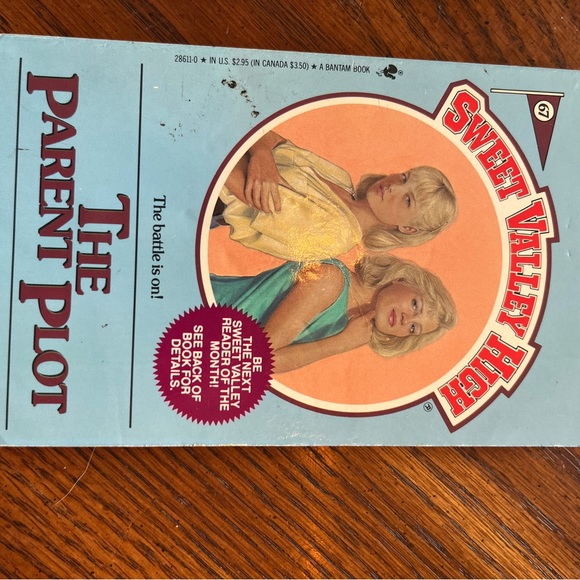 28611-0 ★ IN U.S. $2.95 (IN CANADA $3.50) ★ A BANTAM BOOK ®
67
SWEET VALLEY HIGH ®
BE
THE NEXT
SWEET VALLEY
READER OF THE
MONTH!
SEE BACK OF
BOOK FOR
DETAILS.
The battle is on!
THE
PARENT PLOT